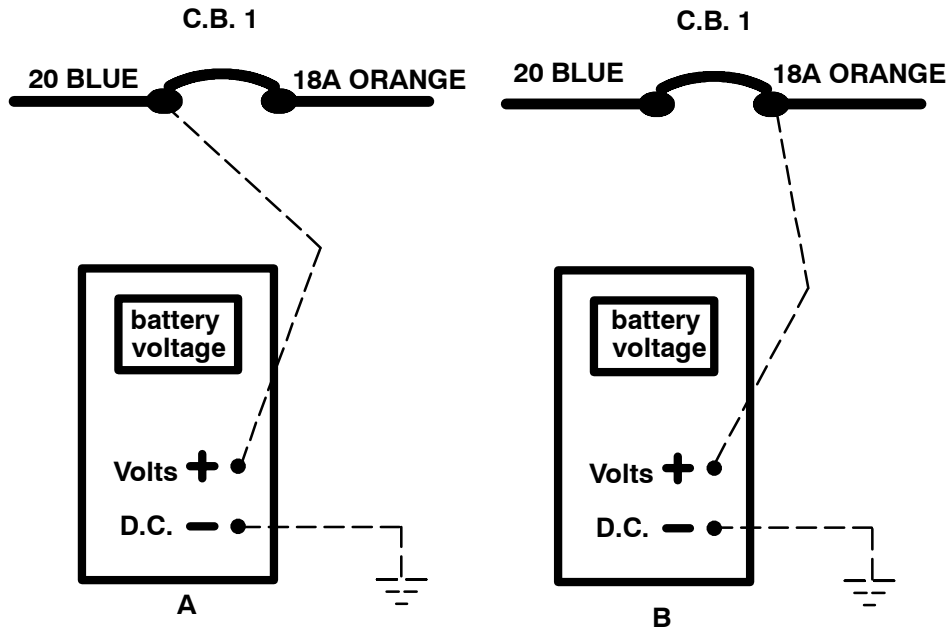 C.B. 1
20 BLUE
18A ORANGE
battery
voltage
Volts +
D.C. −
A
C.B. 1
20 BLUE
18A ORANGE
battery
voltage
Volts +
D.C. −
B